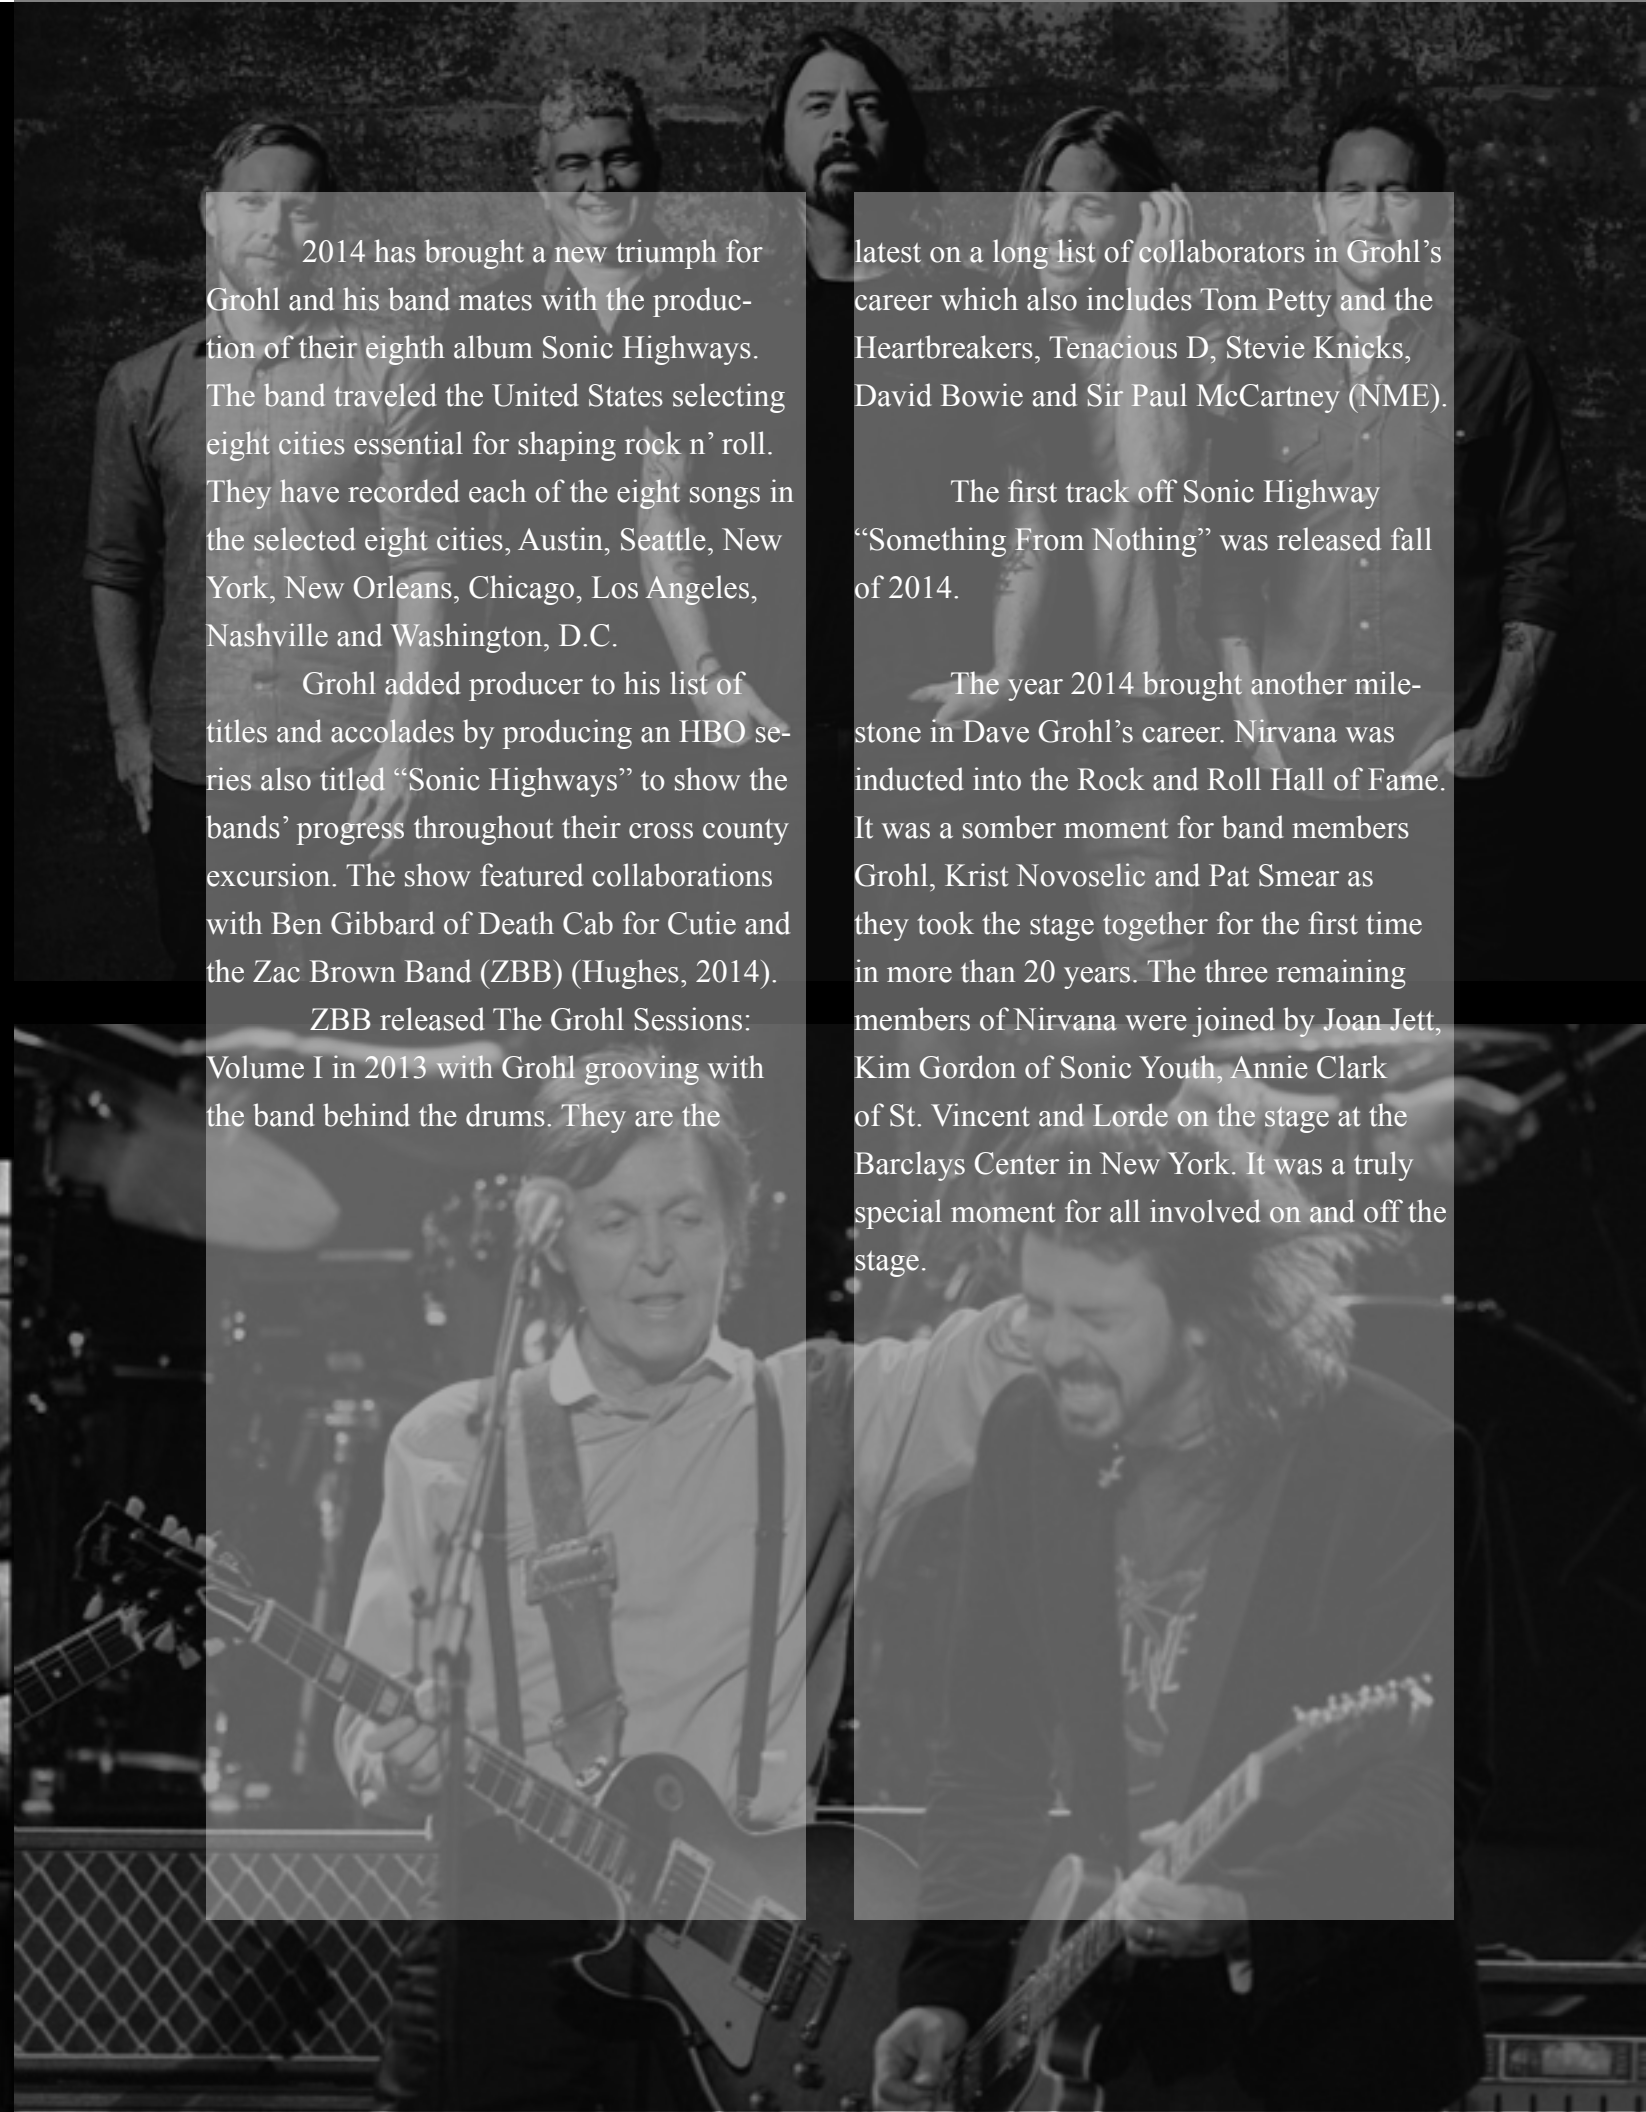 2014 has brought a new triumph for
Grohl and his band mates with the produc-
tion of their eighth album Sonic Highways.
The band traveled the United States selecting
eight cities essential for shaping rock n’ roll.
They have recorded each of the eight songs in
the selected eight cities, Austin, Seattle, New
York, New Orleans, Chicago, Los Angeles,
Nashville and Washington, D.C.
Grohl added producer to his list of
titles and accolades by producing an HBO se-
ries also titled “Sonic Highways” to show the
bands’ progress throughout their cross county
excursion. The show featured collaborations
with Ben Gibbard of Death Cab for Cutie and
the Zac Brown Band (ZBB) (Hughes, 2014).
ZBB released The Grohl Sessions:
Volume I in 2013 with Grohl grooving with
the band behind the drums. They are the
latest on a long list of collaborators in Grohl’s
career which also includes Tom Petty and the
Heartbreakers, Tenacious D, Stevie Knicks,
David Bowie and Sir Paul McCartney (NME).
The first track off Sonic Highway
“Something From Nothing” was released fall
of 2014.
The year 2014 brought another mile-
stone in Dave Grohl’s career. Nirvana was
inducted into the Rock and Roll Hall of Fame.
It was a somber moment for band members
Grohl, Krist Novoselic and Pat Smear as
they took the stage together for the first time
in more than 20 years. The three remaining
members of Nirvana were joined by Joan Jett,
Kim Gordon of Sonic Youth, Annie Clark
of St. Vincent and Lorde on the stage at the
Barclays Center in New York. It was a truly
special moment for all involved on and off the
stage.